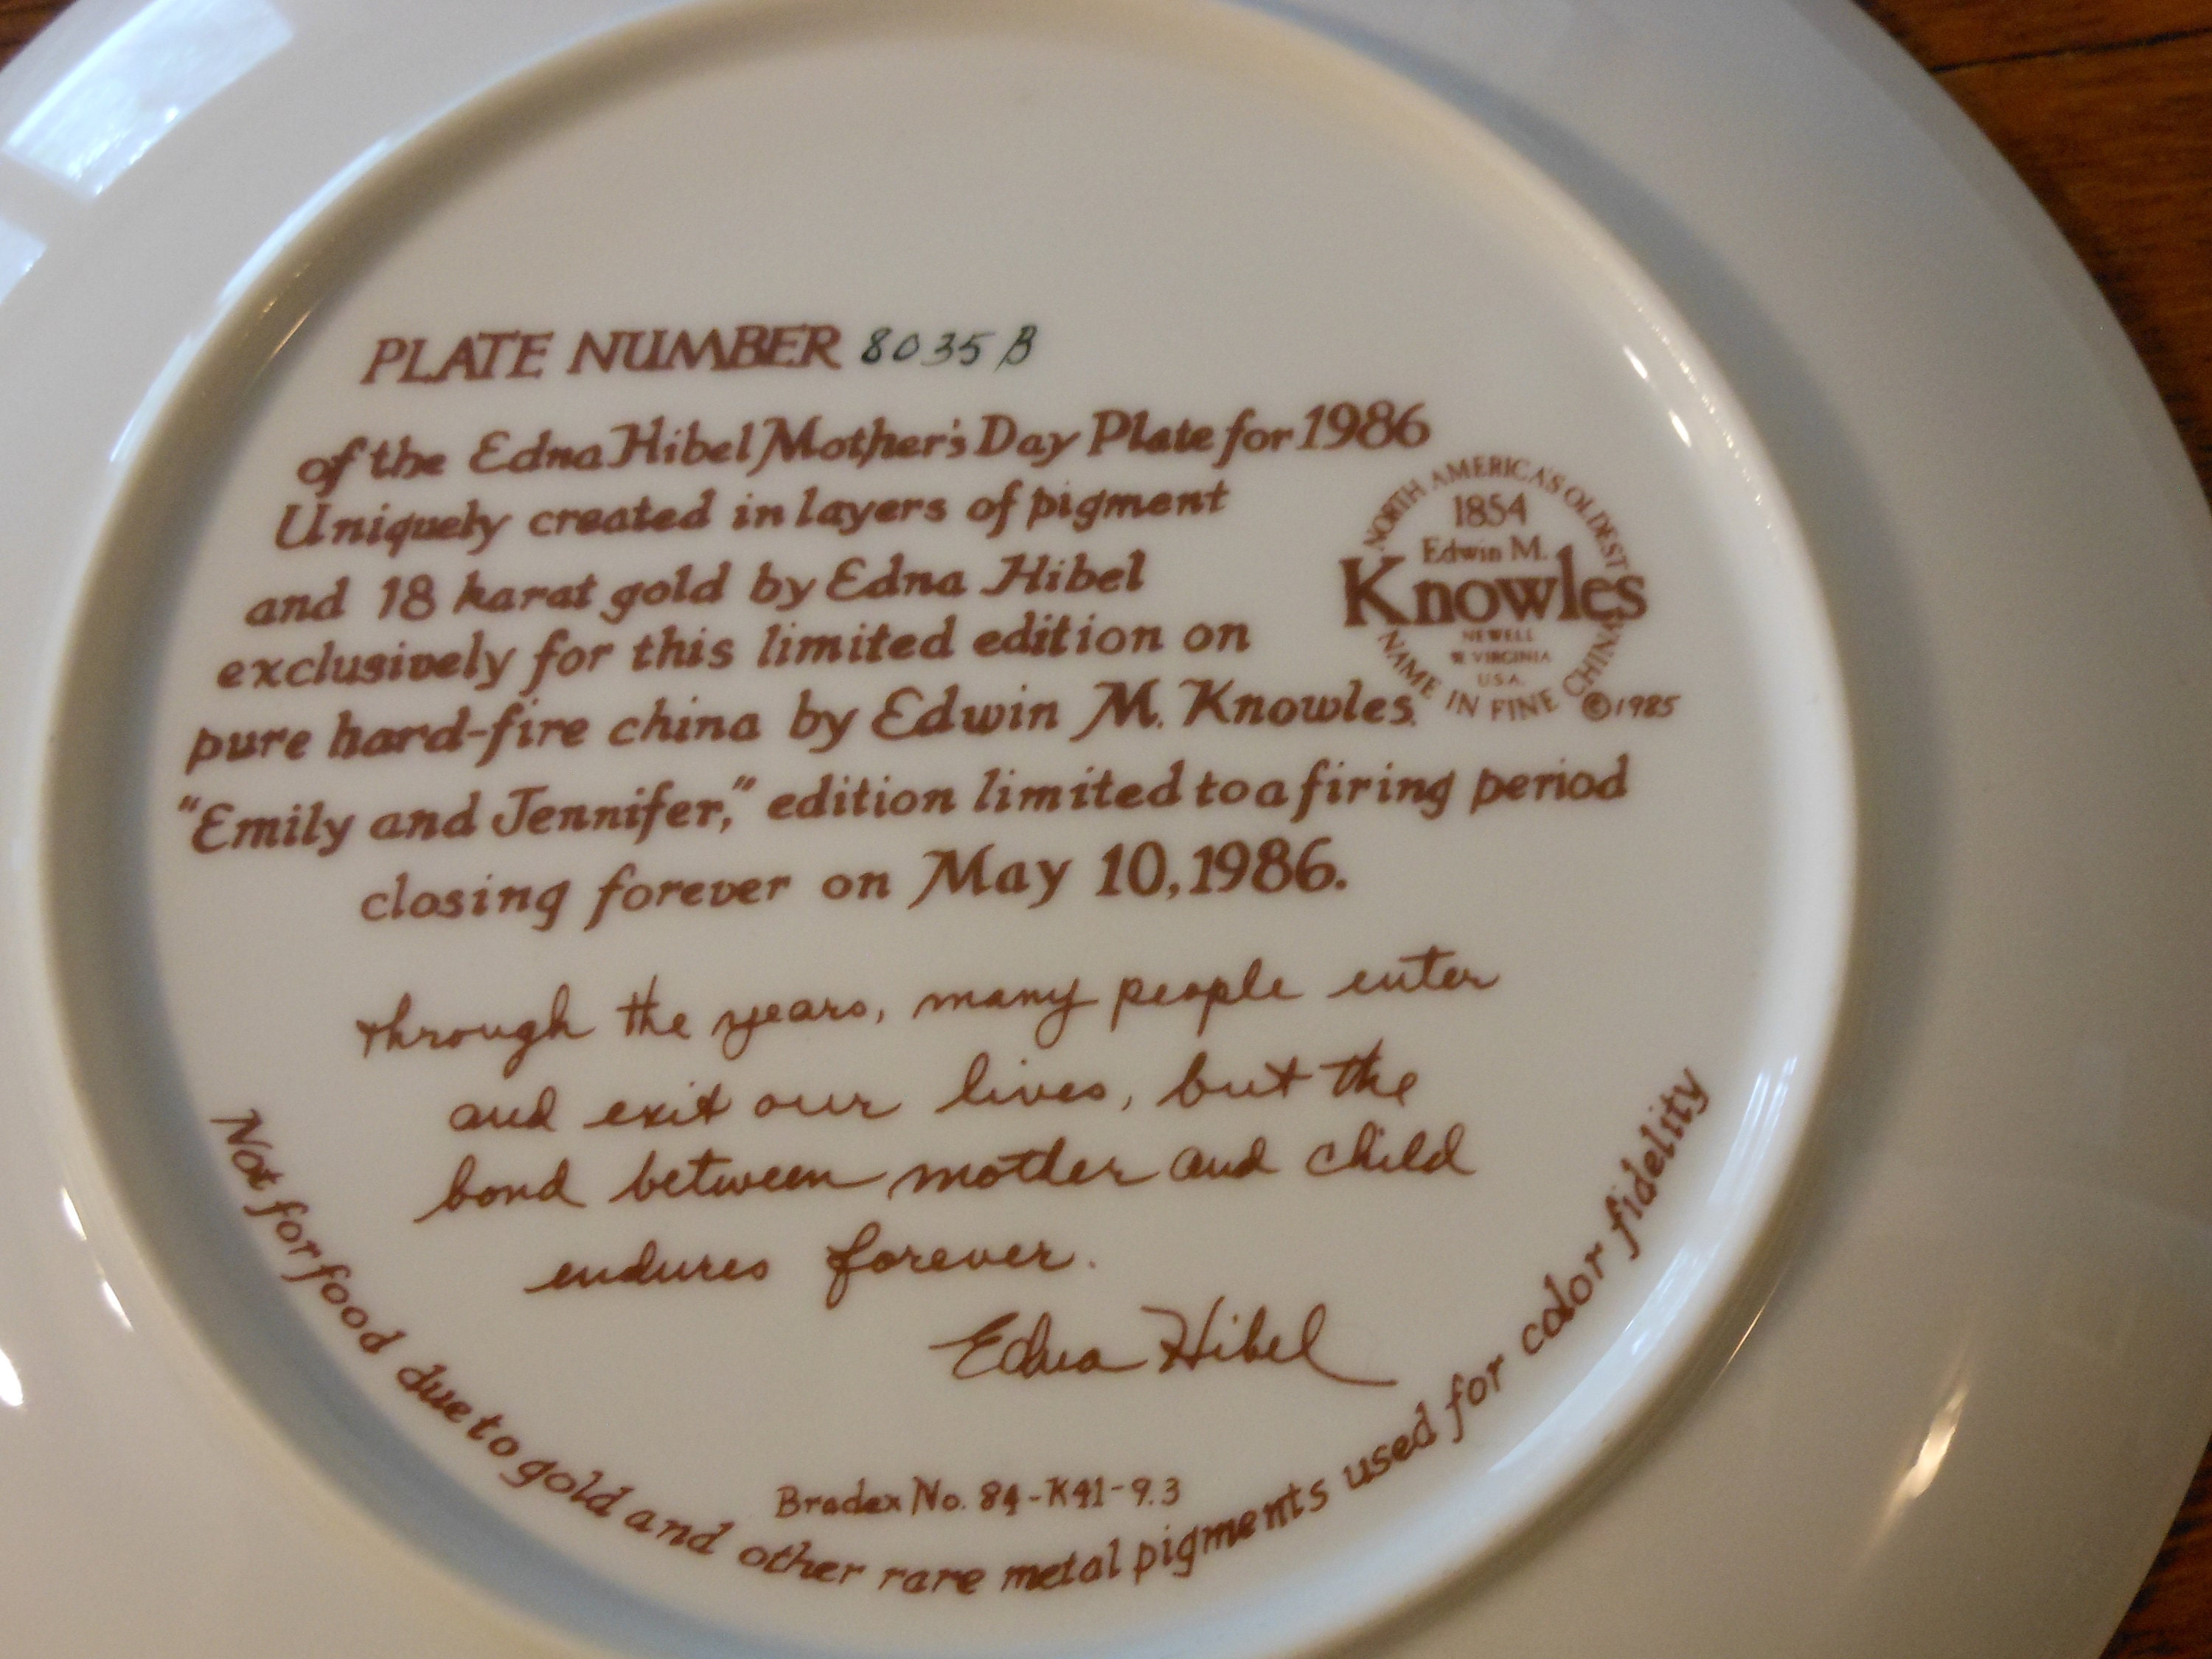 PLATE NUMBER 8035 B
of the Edna Hibel Mother's Day Plate for 1986
Uniquely created in layers of pigment
and 18 karat gold by Edna Hibel
exclusively for this limited edition on
pure hard-fire china by Edwin M. Knowles.
"Emily and Jennifer," edition limited to a firing period
closing forever on May 10, 1986.
NORTH AMERICA'S OLDEST
1854
Edwin M.
Knowles
NEWELL
W VIRGINIA
U.S.A.
NAME IN FINE CHINA
©1985
Through the years, many people enter
and exit our lives, but the
bond between mother and child
endures forever.
Edna Hibel
Bradex No. 84-K41-9.3
Not for food due to gold and other rare metal pigments used for color fidelity